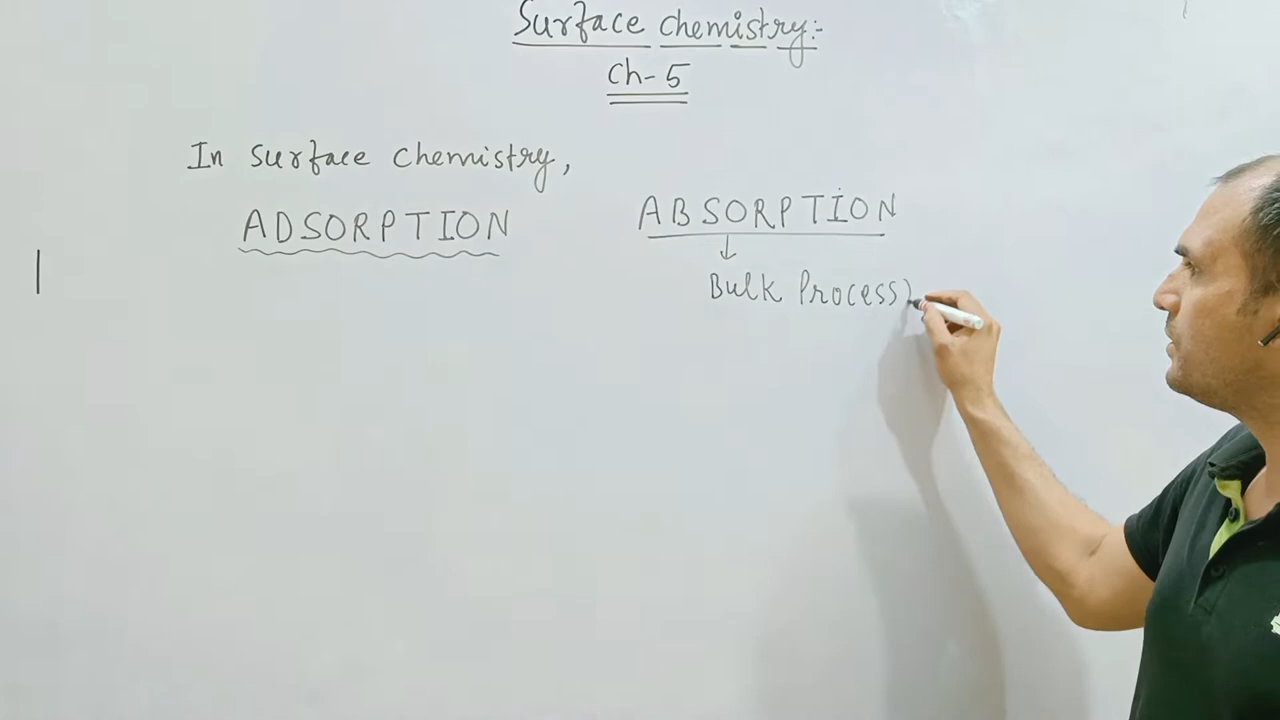 Surface chemistry:-
Ch-5
In surface chemistry,
ADSORPTION
ABSORPTION
Bulk Process)